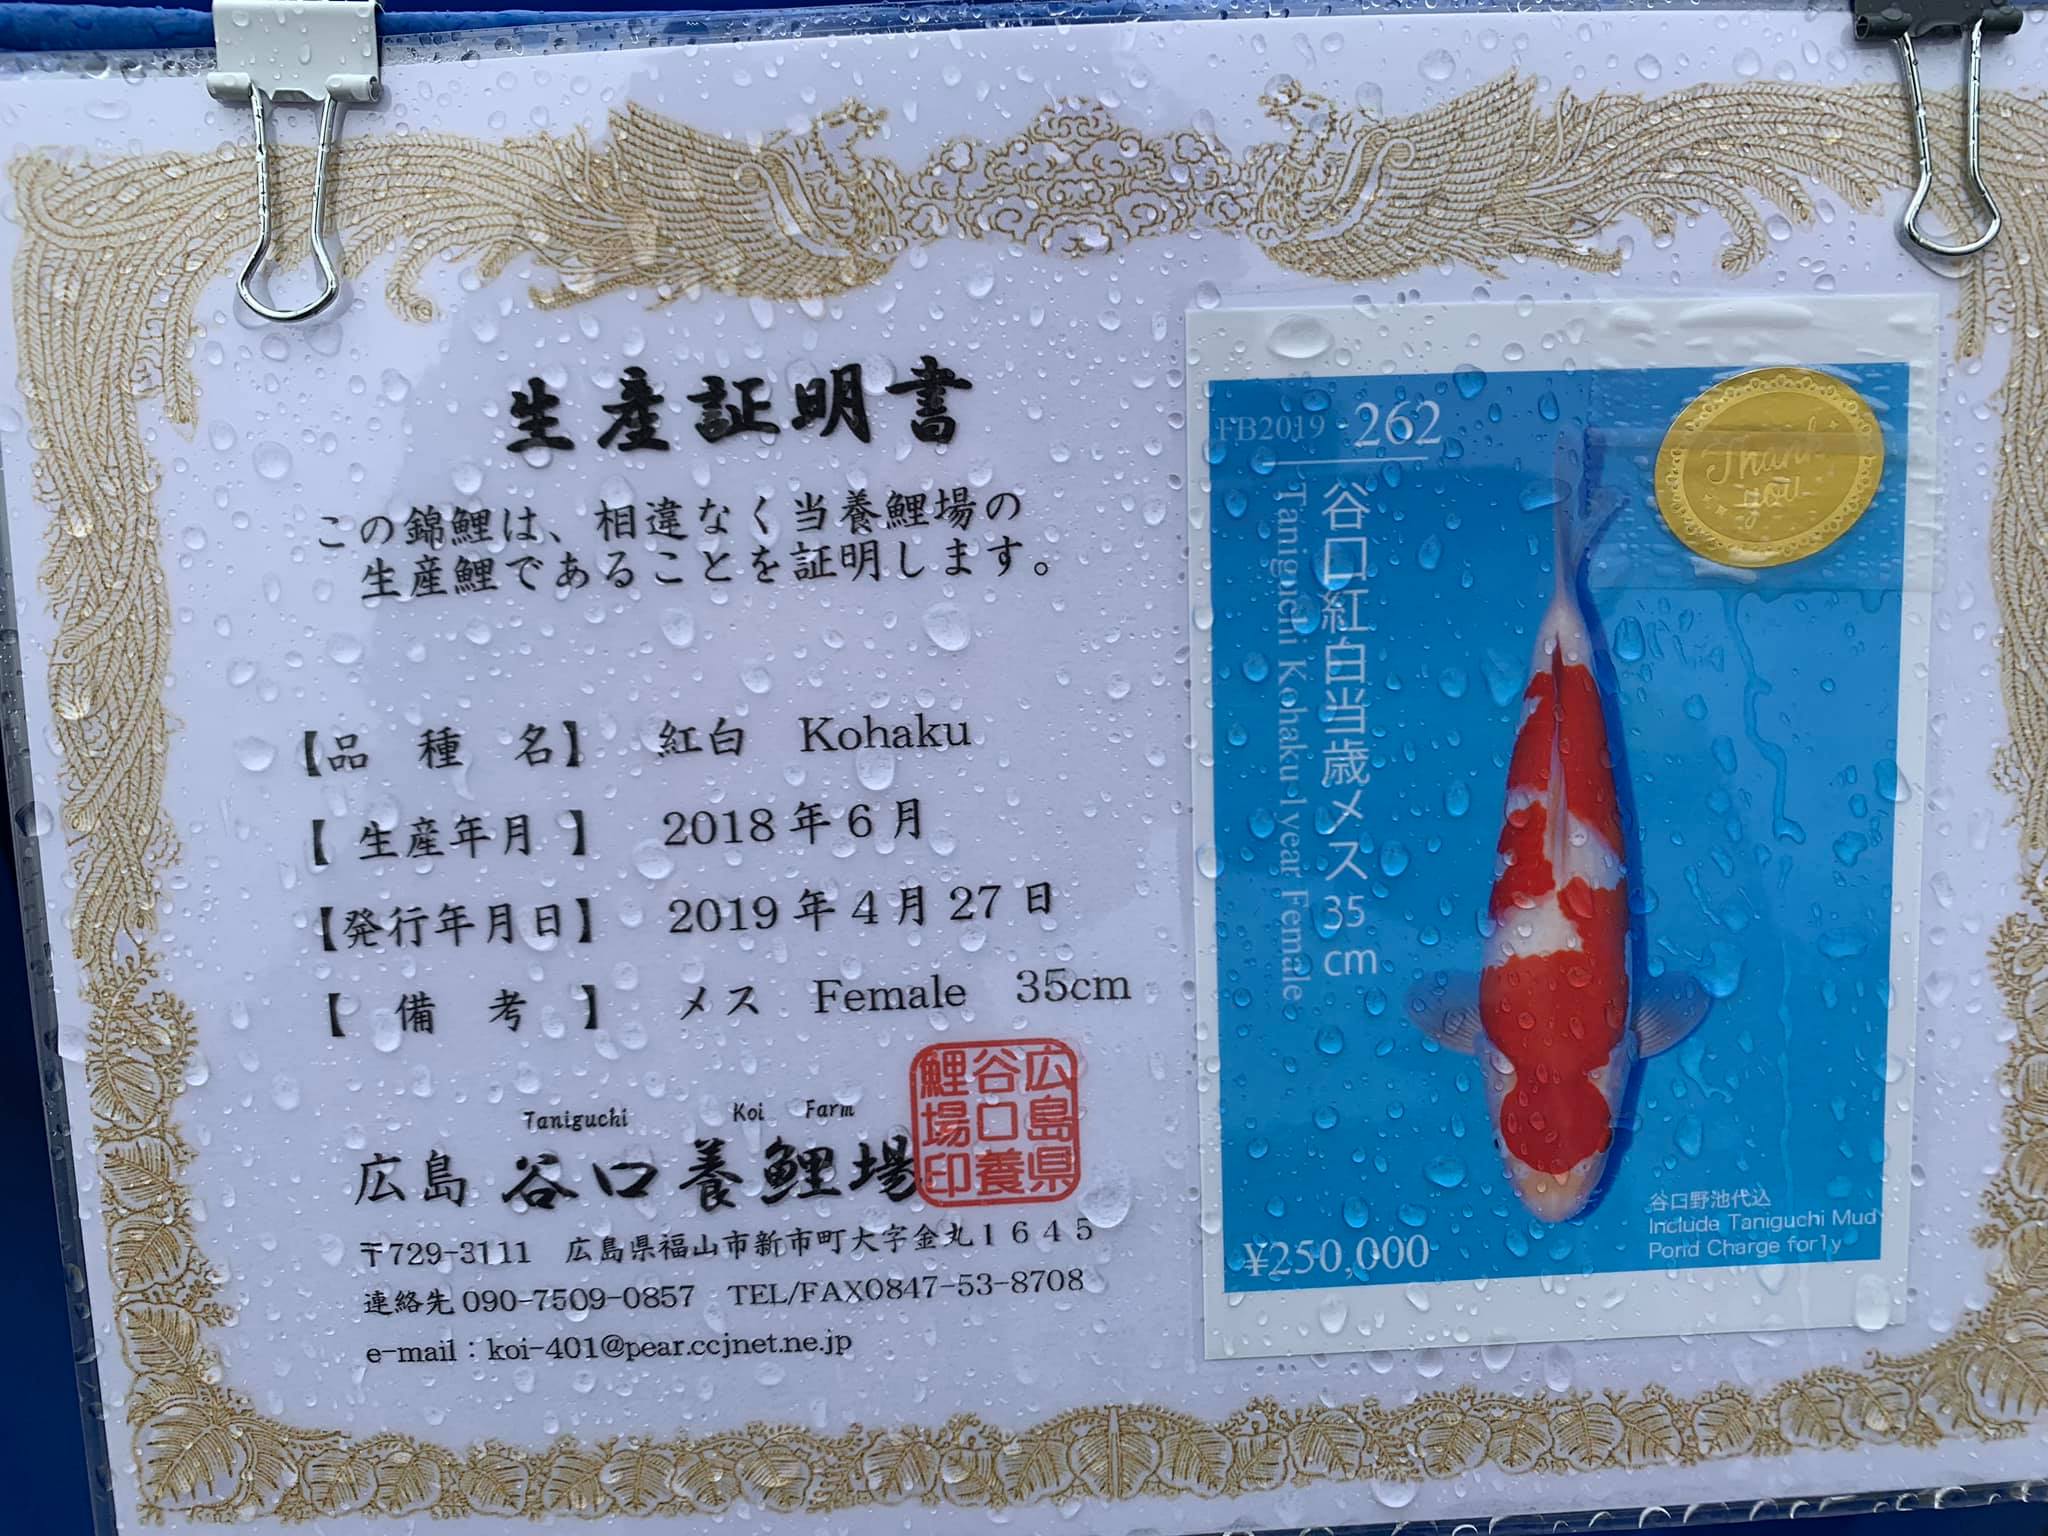 生産証明書
この錦鯉は、相違なく当養鯉場の
生産鯉であることを証明します。
【品 種 名】 紅白 Kohaku
【生産年月】 2018年6月
【発行年月日】 2019年4月27日
【備 考】 メス Female 35cm
Taniguchi Koi Farm
広島 谷口養鯉場
広島県
谷口養
鯉場印
〒729-3111 広島県福山市新市町大字金丸1645
連絡先090-7509-0857 TEL/FAX0847-53-8708
e-mail:koi-401@pear.ccjnet.ne.jp
FB2019 -262
谷口紅白当歳メス 35 cm
Taniguchi Kohaku 1year Female
Thank you
谷口野池代込
Include Taniguchi Mud
Pond Charge for1y
¥250,000